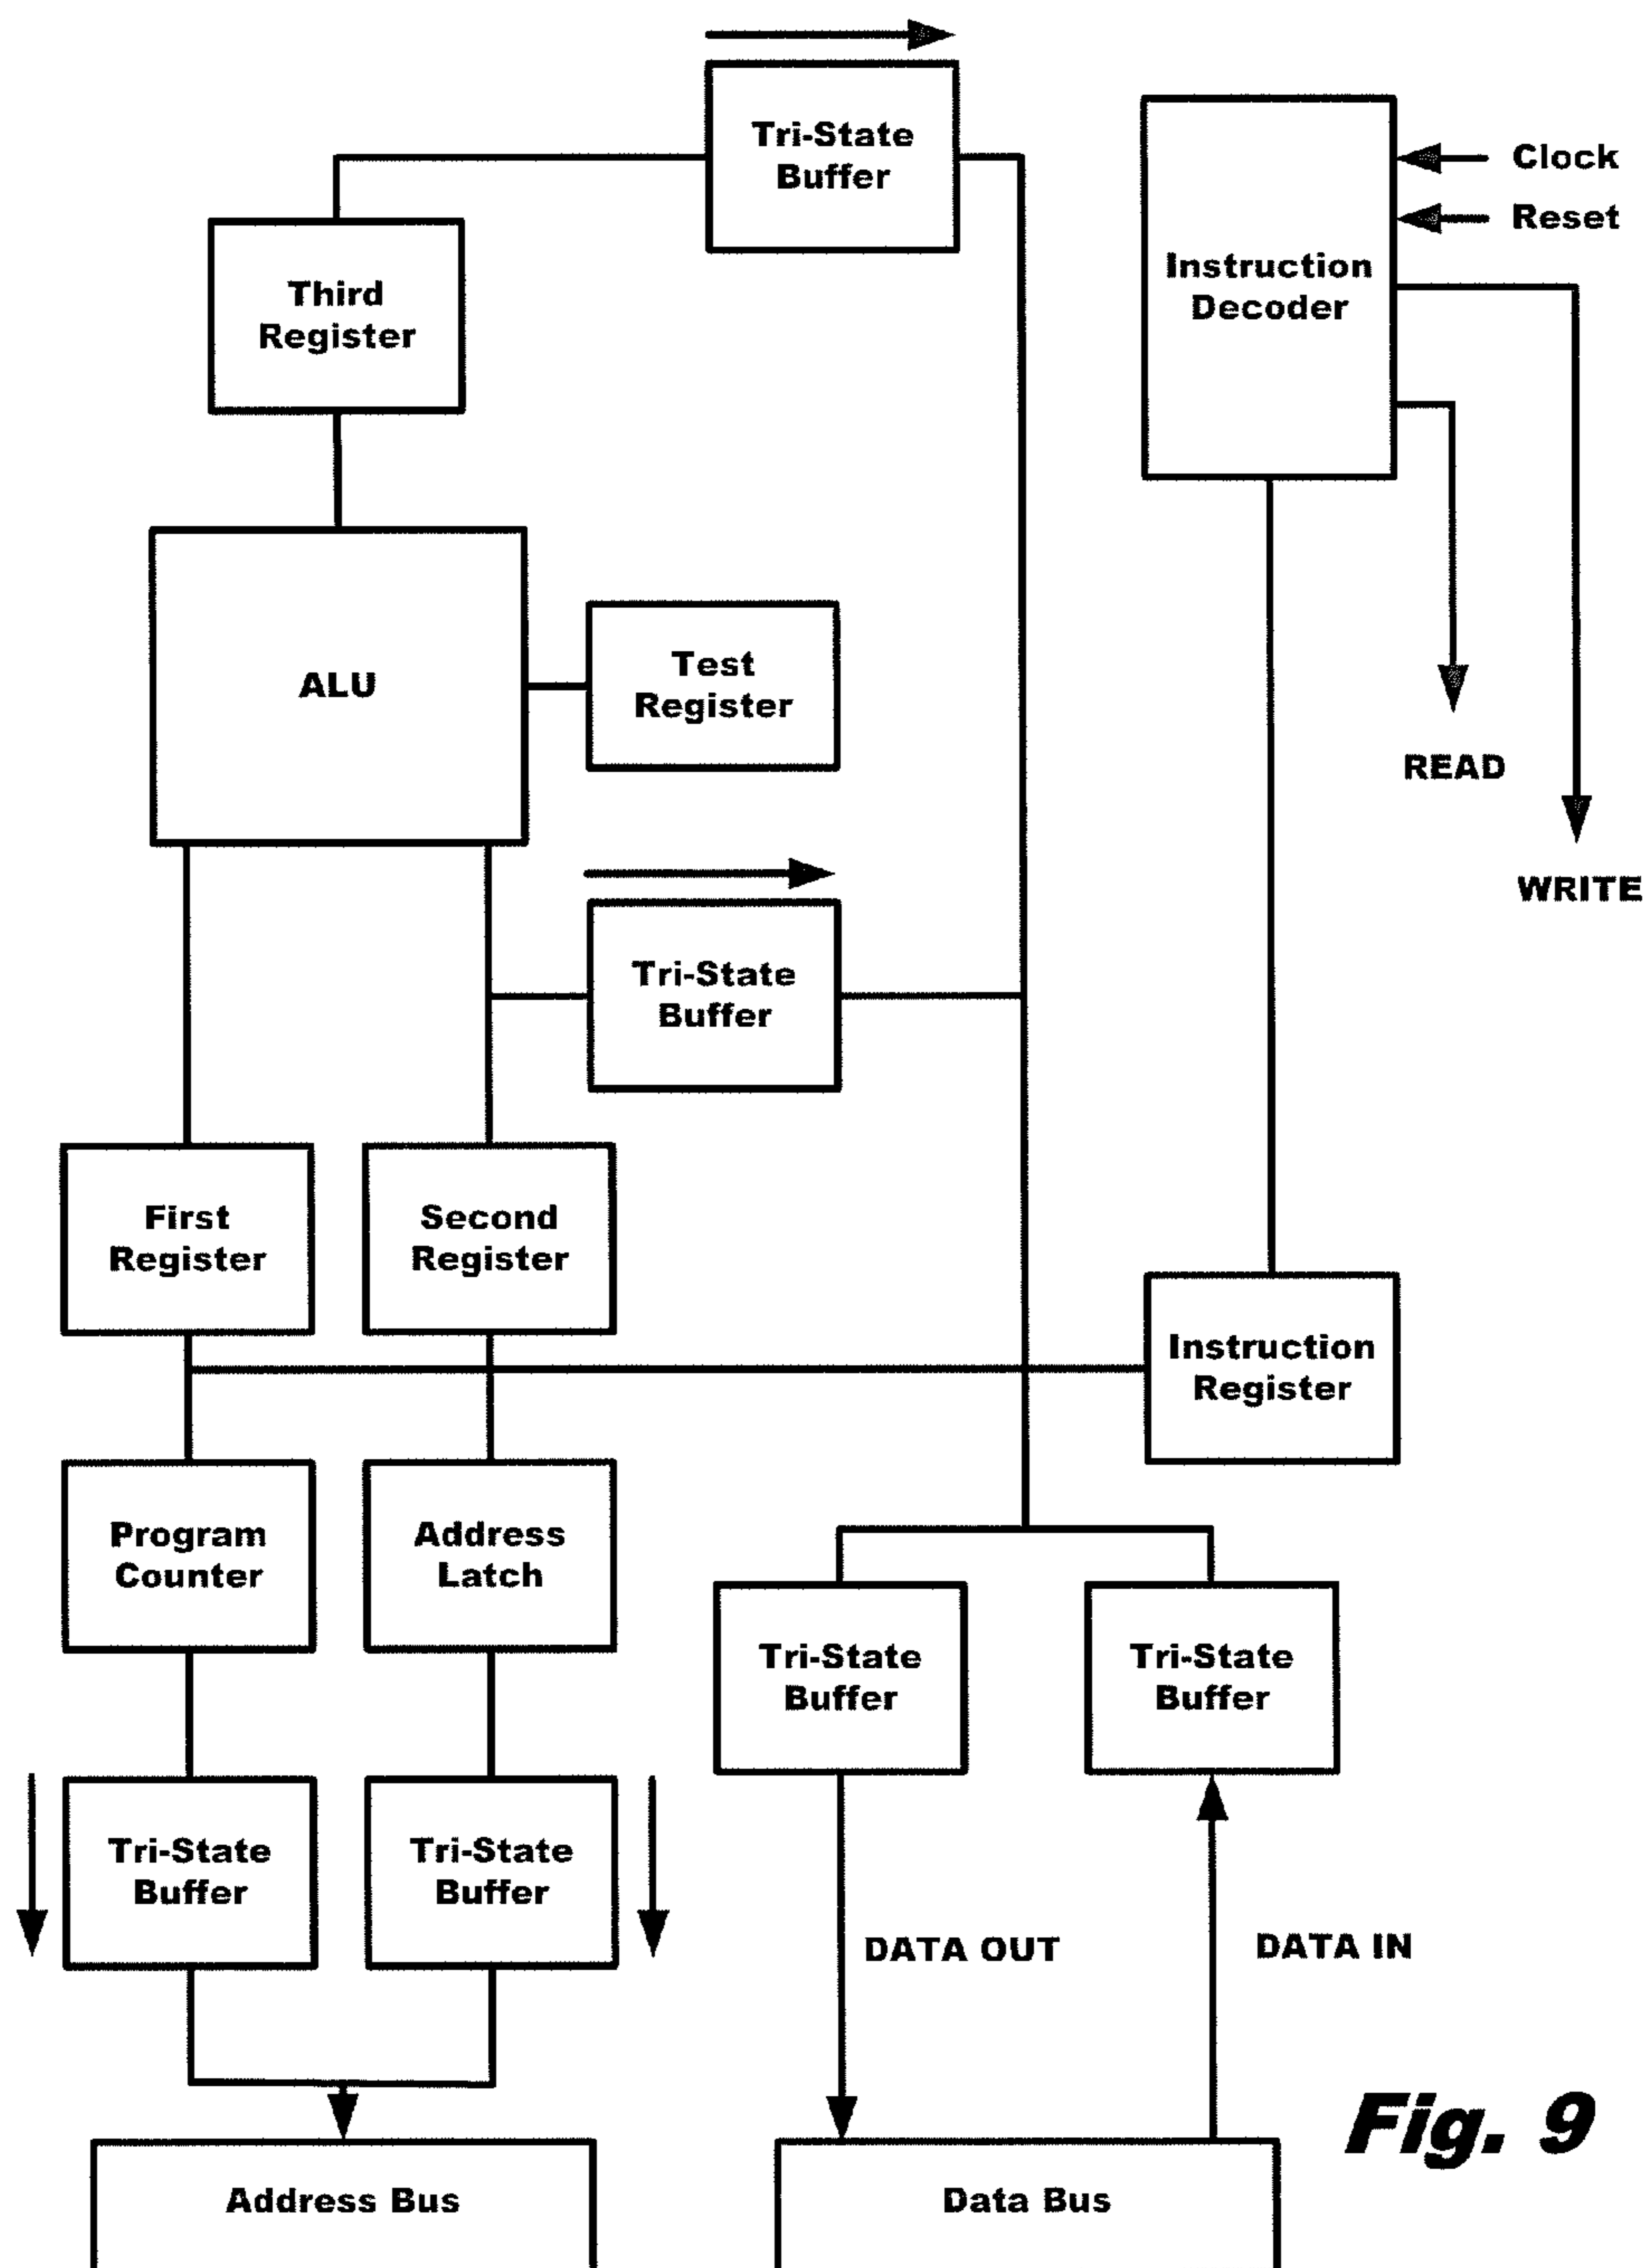 Tri-State
Buffer
Clock
Reset
Instruction
Decoder
Third
Register
ALU
Test
Register
READ
WRITE
Tri-State
Buffer
First
Register
Second
Register
Instruction
Register
Program
Counter
Address
Latch
Tri-State
Buffer
Tri-State
Buffer
Tri-State
Buffer
Tri-State
Buffer
DATA OUT
DATA IN
Fig. 9
Address Bus
Data Bus